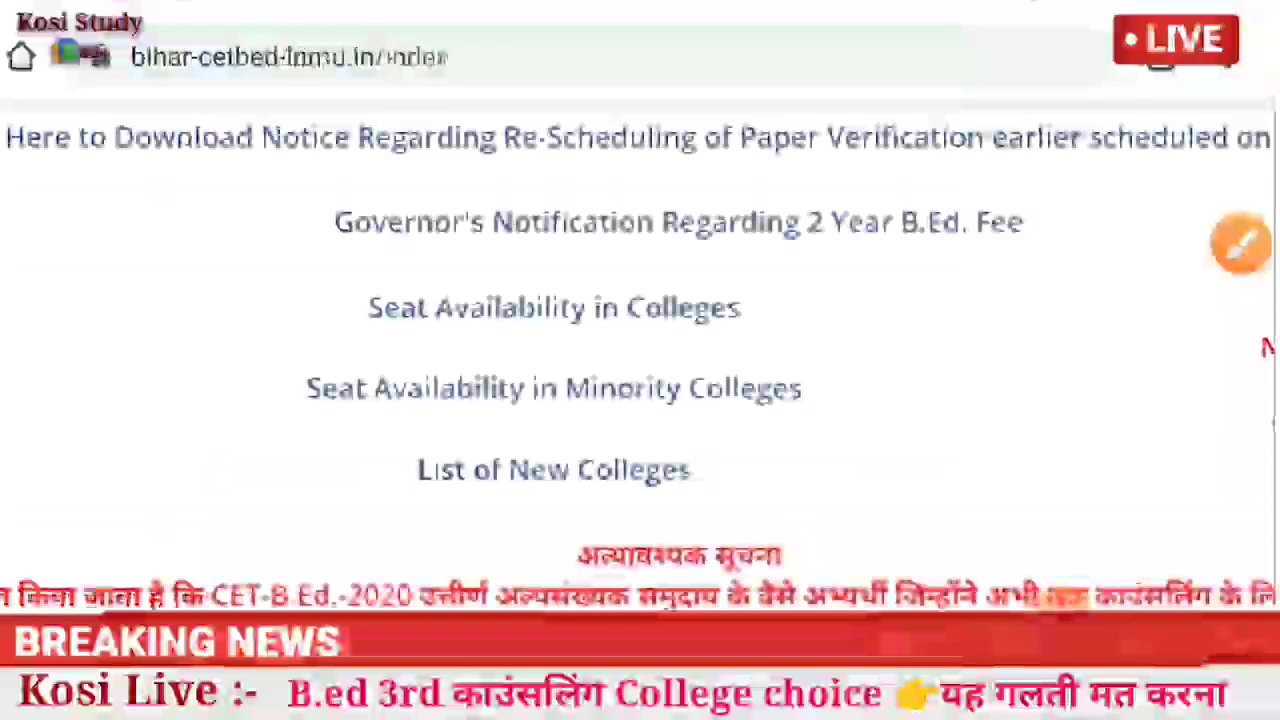 Kosi Study
LIVE
bihar-cetbed-lnmu.in/index
Here to Download Notice Regarding Re-Scheduling of Paper Verification earlier scheduled on
Governor's Notification Regarding 2 Year B.Ed. Fee
Seat Availability in Colleges
Seat Availability in Minority Colleges
List of New Colleges
अत्यावश्यक सूचना
किया जाता है कि CET-B.Ed.-2020 उत्तीर्ण अल्पसंख्यक समुदाय के वैसे अभ्यर्थी जिन्होंने अभी तक काउंसलिंग के
BREAKING NEWS
Kosi Live :- B.ed 3rd काउंसलिंग College choice 👉यह गलती मत करना